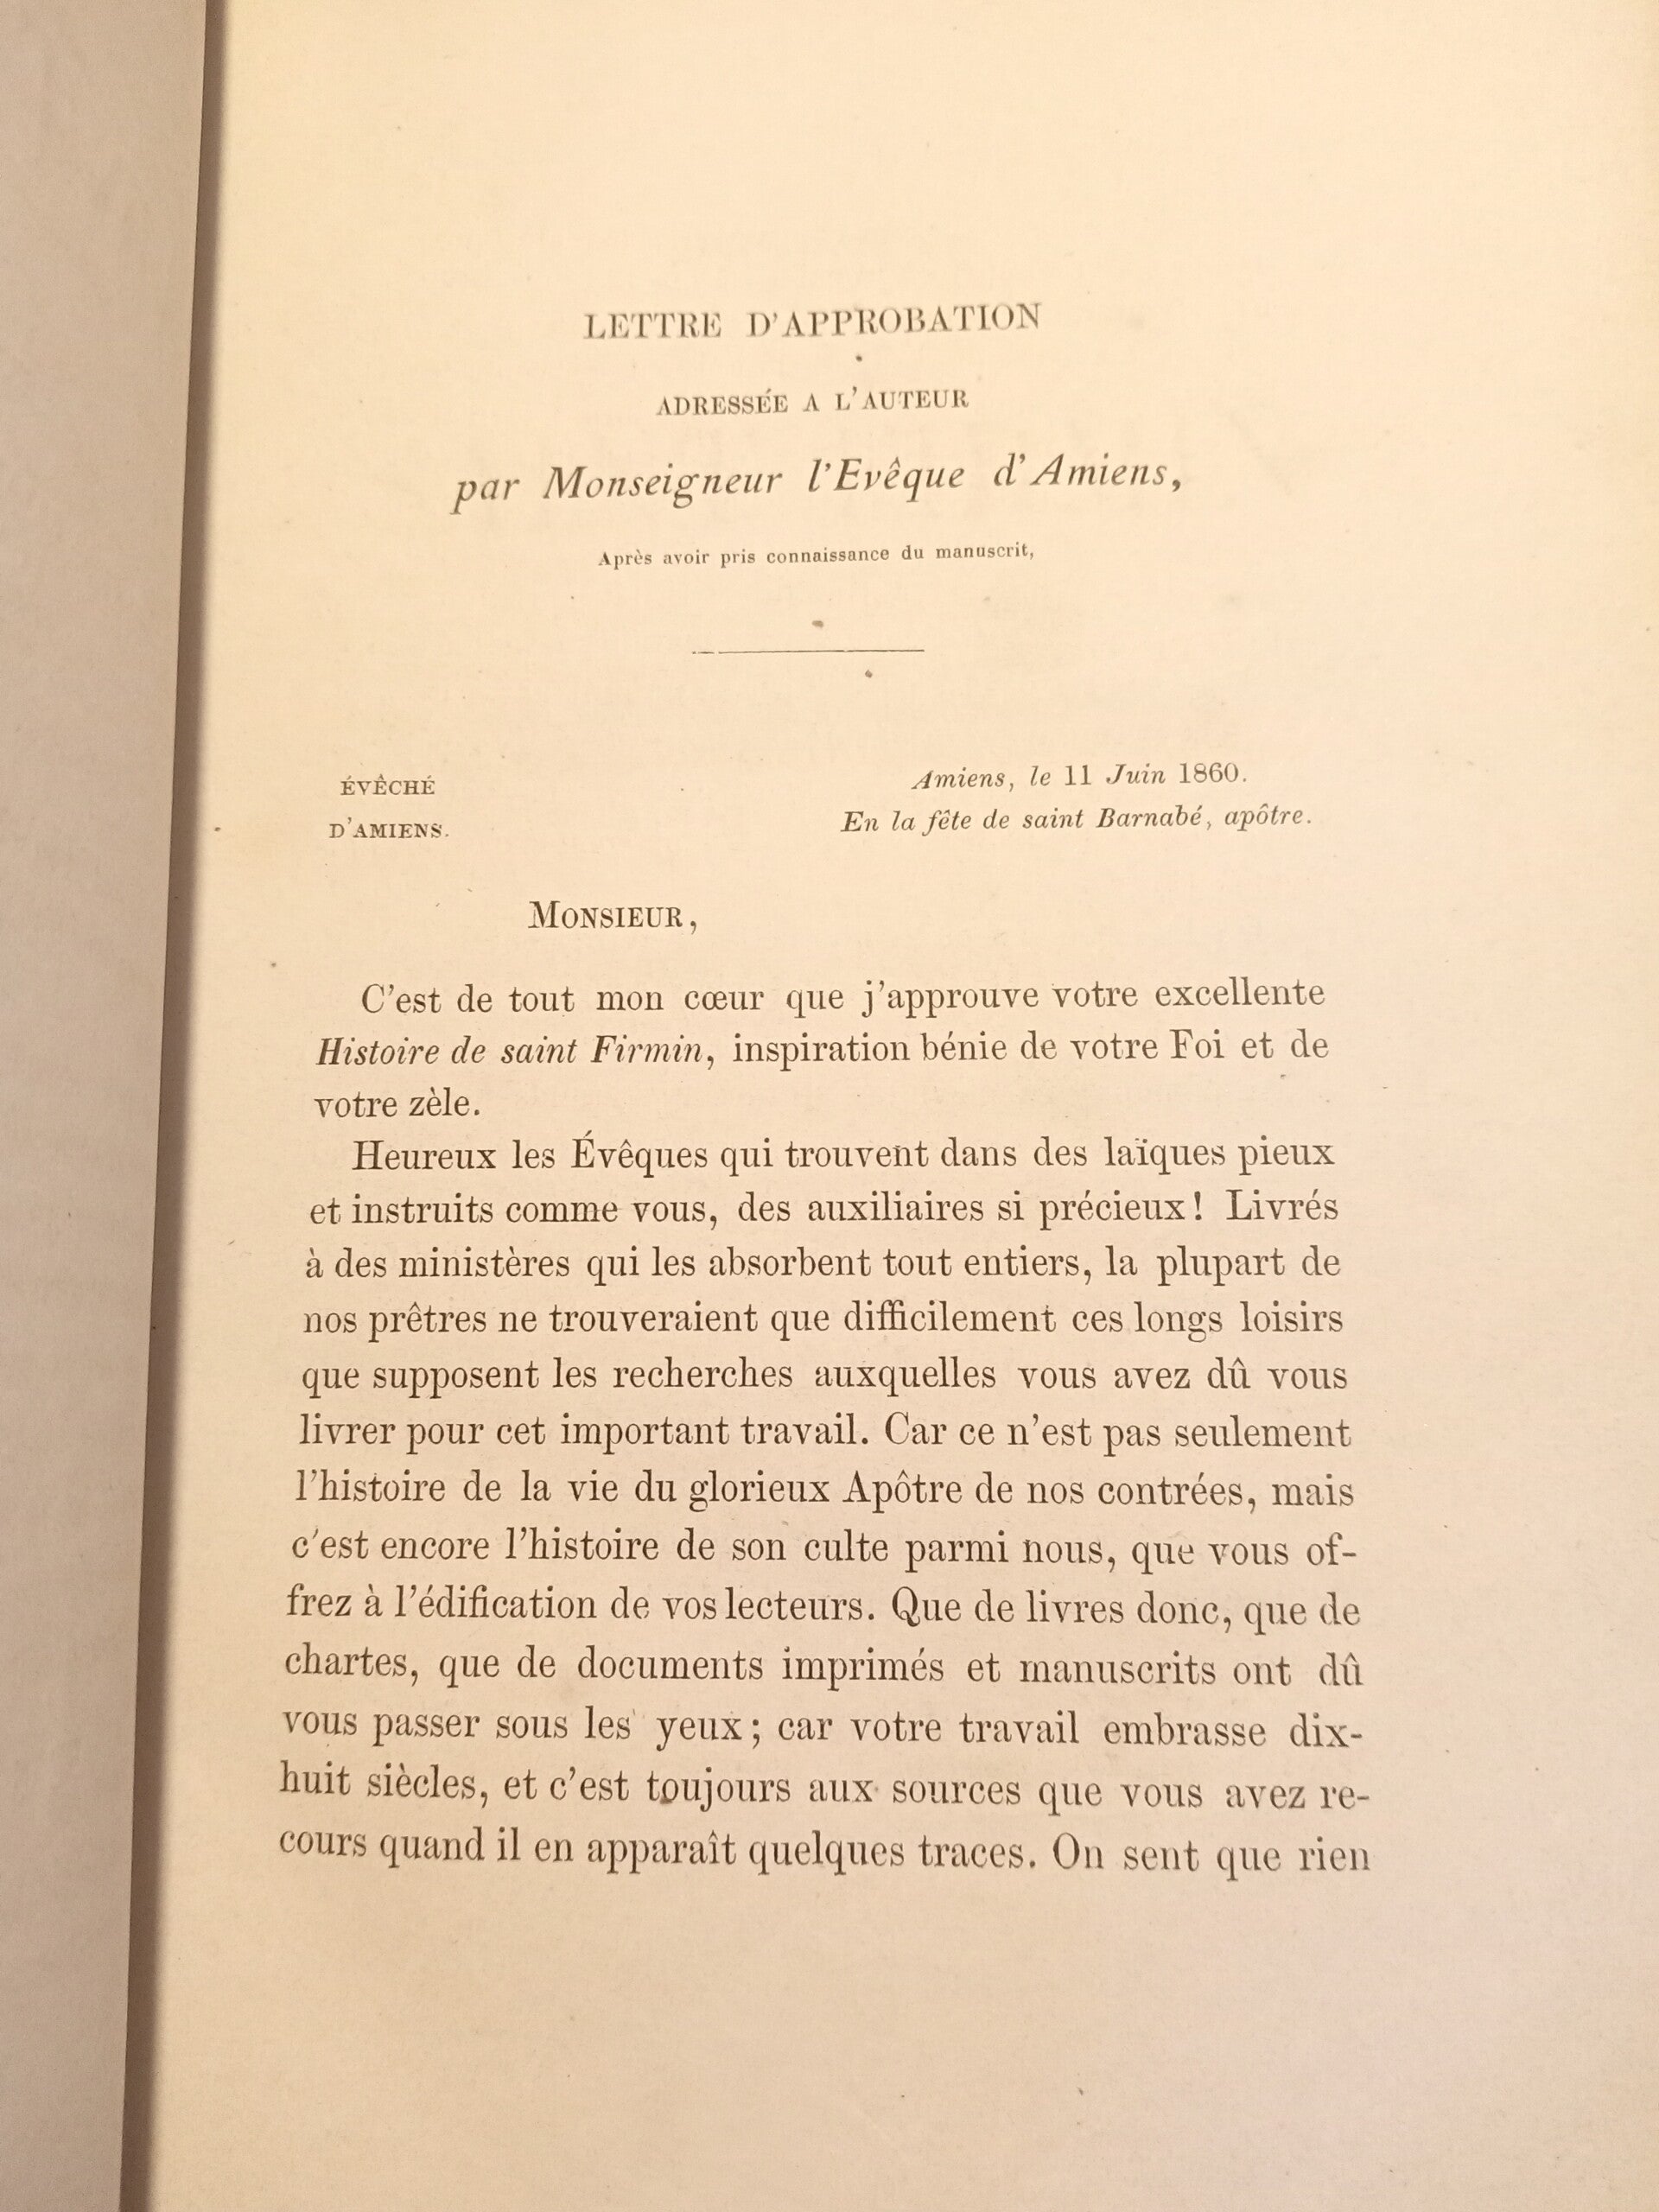 LETTRE D'APPROBATION
ADRESSÉE A L'AUTEUR
par Monseigneur l'Evêque d'Amiens,
Après avoir pris connaissance du manuscrit,
ÉVÊCHÉ
D'AMIENS.
Amiens, le 11 Juin 1860.
En la fête de saint Barnabé, apôtre.
MONSIEUR,
C'est de tout mon cœur que j'approuve votre excellente
Histoire de saint Firmin, inspiration bénie de votre Foi et de
votre zèle.
Heureux les Évêques qui trouvent dans des laïques pieux
et instruits comme vous, des auxiliaires si précieux! Livrés
à des ministères qui les absorbent tout entiers, la plupart de
nos prêtres ne trouveraient que difficilement ces longs loisirs
que supposent les recherches auxquelles vous avez dû vous
livrer pour cet important travail. Car ce n'est pas seulement
l'histoire de la vie du glorieux Apôtre de nos contrées, mais
c'est encore l'histoire de son culte parmi nous, que vous of-
frez à l'édification de vos lecteurs. Que de livres donc, que de
chartes, que de documents imprimés et manuscrits ont dû
vous passer sous les yeux; car votre travail embrasse dix-
huit siècles, et c'est toujours aux sources que vous avez re-
cours quand il en apparaît quelques traces. On sent que rien